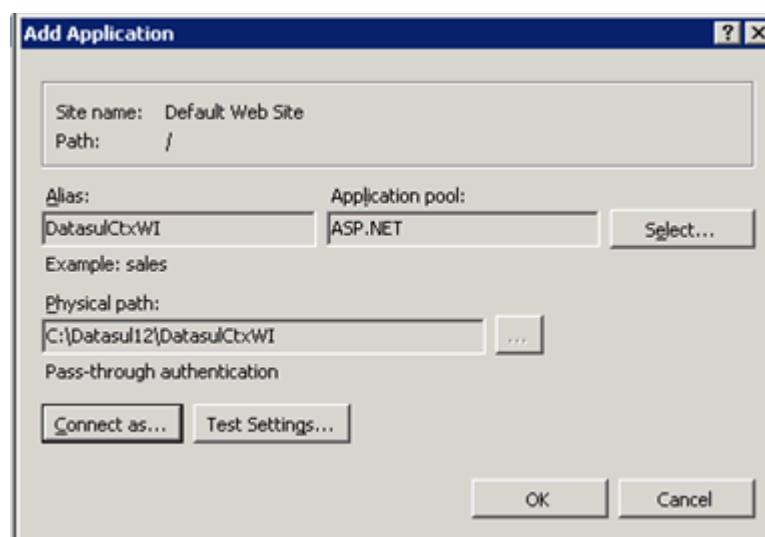 Add Application
Site name: Default Web Site
Path: /
Alias: Application pool:
DatasulCtxWI ASP.NET Select...
Example: sales
Physical path:
C:\Datasul12\DatasulCtxWI ...
Pass-through authentication
Connect as... Test Settings...
OK Cancel